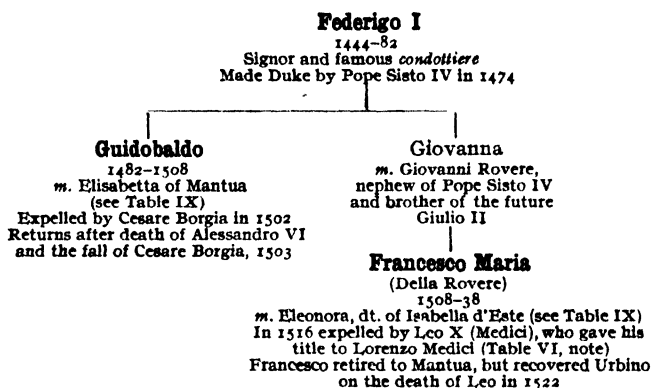 Federigo I
1444–82
Signor and famous condottiere
Made Duke by Pope Sisto IV in 1474
Guidobaldo
1482–1508
m. Elisabetta of Mantua
(see Table IX)
Expelled by Cesare Borgia in 1502
Returns after death of Alessandro VI
and the fall of Cesare Borgia, 1503
Giovanna
m. Giovanni Rovere,
nephew of Pope Sisto IV
and brother of the future
Giulio II
Francesco Maria
(Della Rovere)
1508–38
m. Eleonora, dt. of Isabella d'Este (see Table IX)
In 1516 expelled by Leo X (Medici), who gave his
title to Lorenzo Medici (Table VI, note)
Francesco retired to Mantua, but recovered Urbino
on the death of Leo in 1522